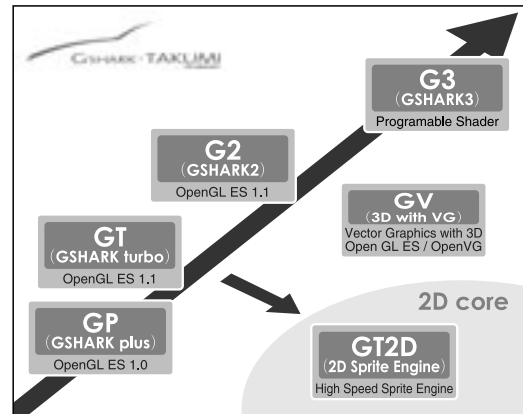 GSHARK-TAKUMI
G3
(GSHARK3)
Programable Shader
G2
(GSHARK2)
OpenGL ES 1.1
GV
(3D with VG)
Vector Graphics with 3D
Open GL ES / OpenVG
GT
(GSHARK turbo)
OpenGL ES 1.1
2D core
GP
(GSHARK plus)
OpenGL ES 1.0
GT2D
(2D Sprite Engine)
High Speed Sprite Engine